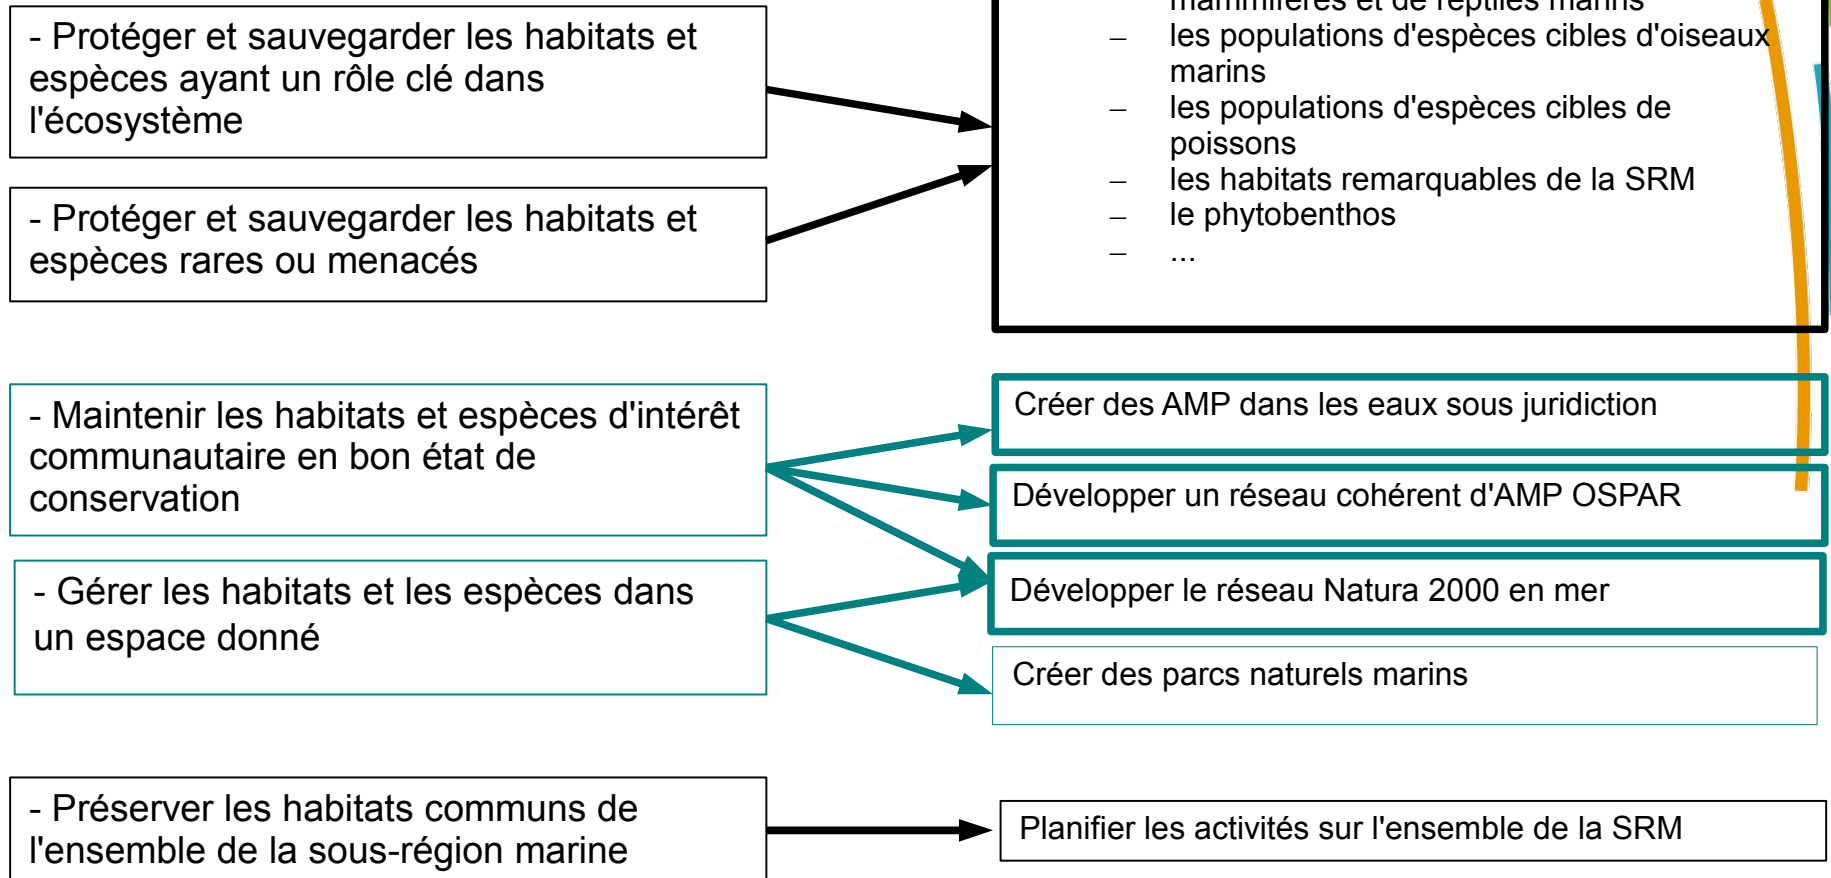 - Protéger et sauvegarder les habitats et
espèces ayant un rôle clé dans
l'écosystème
- Protéger et sauvegarder les habitats et
espèces rares ou menacés
mammifères et de reptiles marins
– les populations d'espèces cibles d'oiseaux
marins
– les populations d'espèces cibles de
poissons
– les habitats remarquables de la SRM
– le phytobenthos
– ...
- Maintenir les habitats et espèces d'intérêt
communautaire en bon état de
conservation
- Gérer les habitats et les espèces dans
un espace donné
Créer des AMP dans les eaux sous juridiction
Développer un réseau cohérent d'AMP OSPAR
Développer le réseau Natura 2000 en mer
Créer des parcs naturels marins
- Préserver les habitats communs de
l'ensemble de la sous-région marine
Planifier les activités sur l'ensemble de la SRM